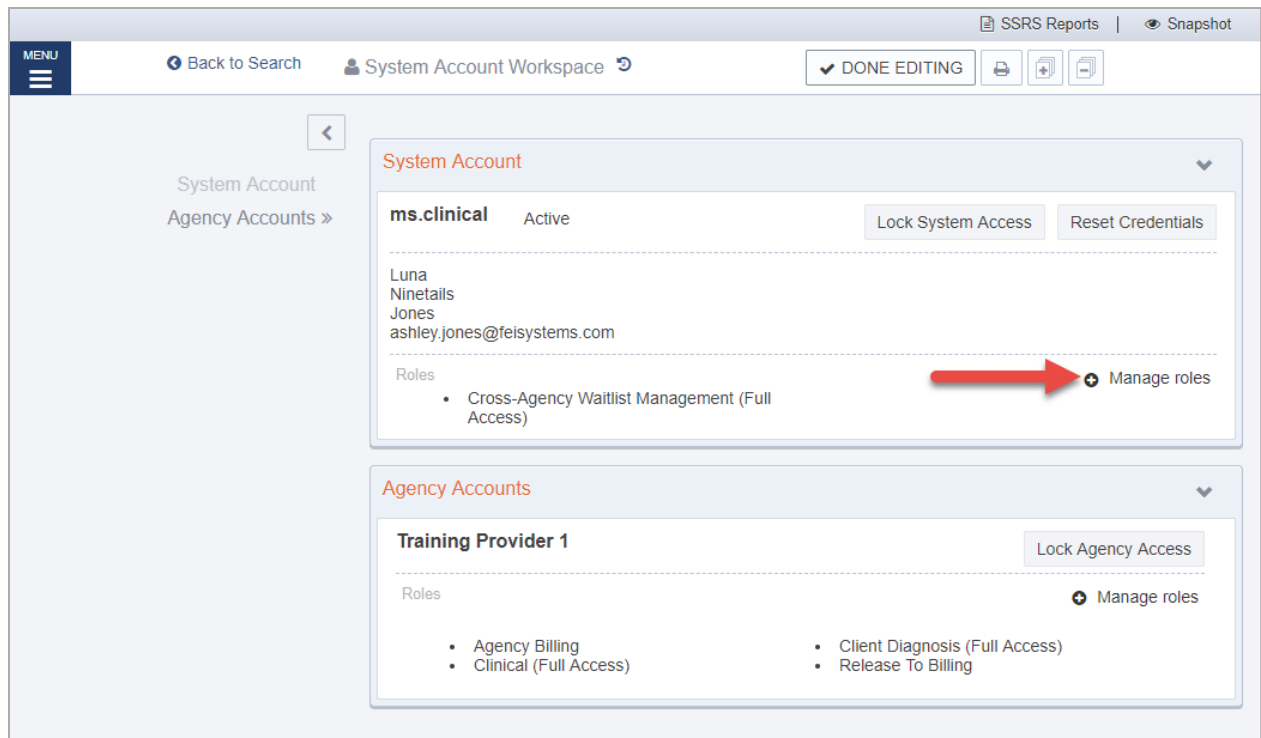 SSRS Reports | Snapshot
MENU
Back to Search
System Account Workspace
DONE EDITING
System Account
Agency Accounts »
System Account
ms.clinical Active
Lock System Access
Reset Credentials
Luna
Ninetails
Jones
ashley.jones@feisystems.com
Roles
Manage roles
• Cross-Agency Waitlist Management (Full
Access)
Agency Accounts
Training Provider 1
Lock Agency Access
Roles
Manage roles
• Agency Billing
• Clinical (Full Access)
• Client Diagnosis (Full Access)
• Release To Billing